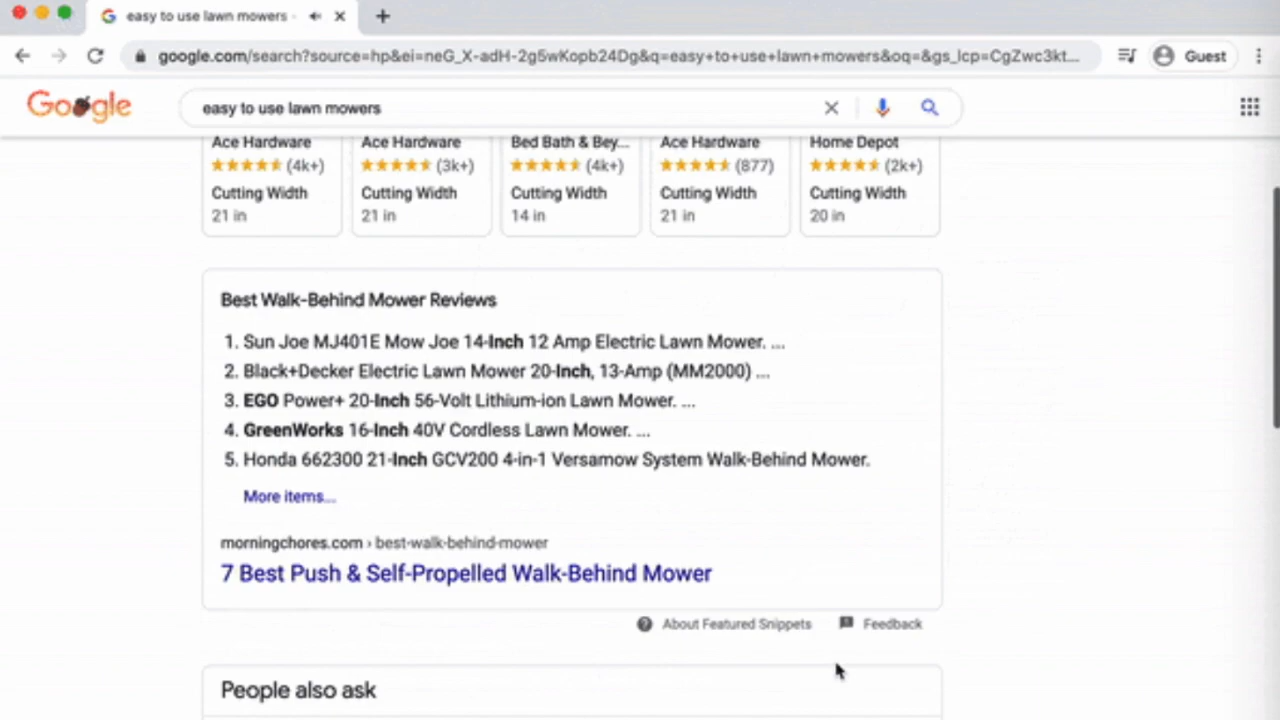 easy to use lawn mowers -
google.com/search?source=hp&ei=neG_X-adH-2g5wKopb24Dg&q=easy+to+use+lawn+mowers&oq=&gs_lcp=CgZwc3kt...
Guest
Google
easy to use lawn mowers
Ace Hardware Ace Hardware Bed Bath & Bey... Ace Hardware Home Depot
(4k+) (3k+) (4k+) (877) (2k+)
Cutting Width Cutting Width Cutting Width Cutting Width Cutting Width
21 in 21 in 14 in 21 in 20 in
Best Walk-Behind Mower Reviews
1. Sun Joe MJ401E Mow Joe 14-Inch 12 Amp Electric Lawn Mower. ...
2. Black+Decker Electric Lawn Mower 20-Inch, 13-Amp (MM2000) ...
3. EGO Power+ 20-Inch 56-Volt Lithium-ion Lawn Mower. ...
4. GreenWorks 16-Inch 40V Cordless Lawn Mower. ...
5. Honda 662300 21-Inch GCV200 4-in-1 Versamow System Walk-Behind Mower.
More items...
morningchores.com › best-walk-behind-mower
7 Best Push & Self-Propelled Walk-Behind Mower
About Featured Snippets Feedback
People also ask